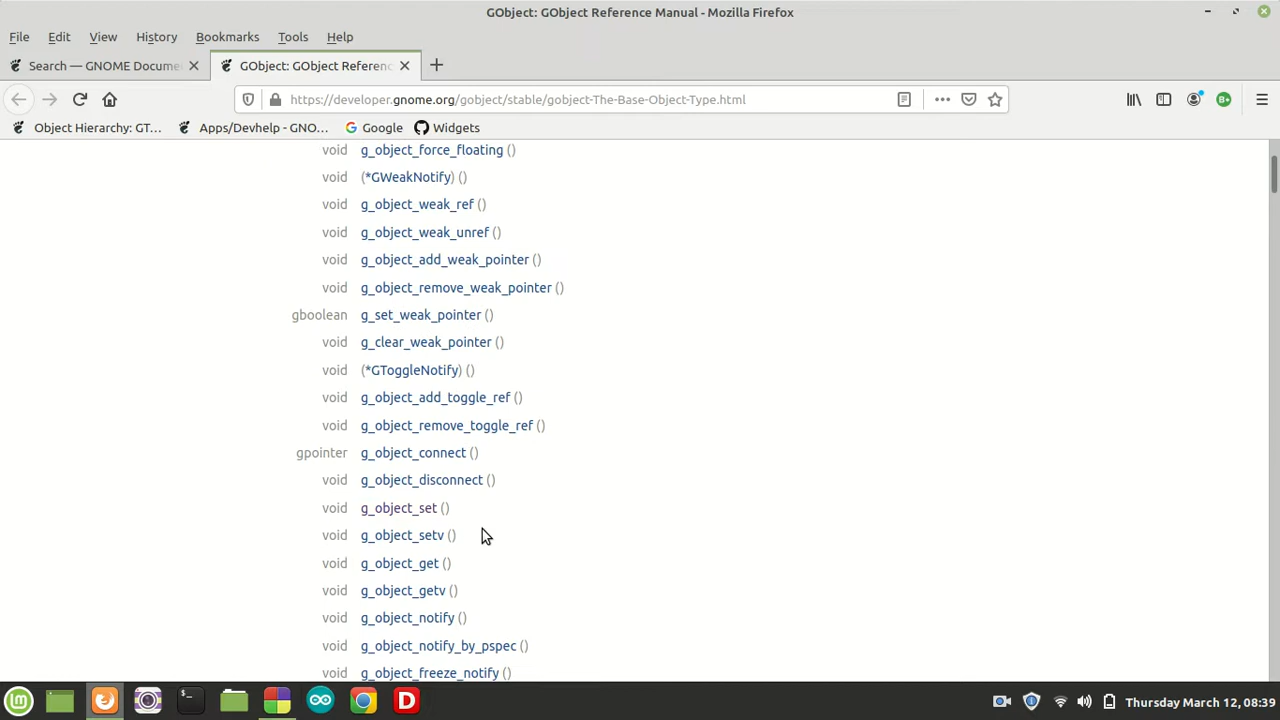 GObject: GObject Reference Manual - Mozilla Firefox
File Edit View History Bookmarks Tools Help
Search — GNOME Docume GObject: GObject Referenc
https://developer.gnome.org/gobject/stable/gobject-The-Base-Object-Type.html
Object Hierarchy: GT... Apps/Devhelp - GNO... Google Widgets
void g_object_force_floating ()
void (*GWeakNotify) ()
void g_object_weak_ref ()
void g_object_weak_unref ()
void g_object_add_weak_pointer ()
void g_object_remove_weak_pointer ()
gboolean g_set_weak_pointer ()
void g_clear_weak_pointer ()
void (*GToggleNotify) ()
void g_object_add_toggle_ref ()
void g_object_remove_toggle_ref ()
gpointer g_object_connect ()
void g_object_disconnect ()
void g_object_set ()
void g_object_setv ()
void g_object_get ()
void g_object_getv ()
void g_object_notify ()
void g_object_notify_by_pspec ()
void g_object_freeze_notify ()
Thursday March 12, 08:39